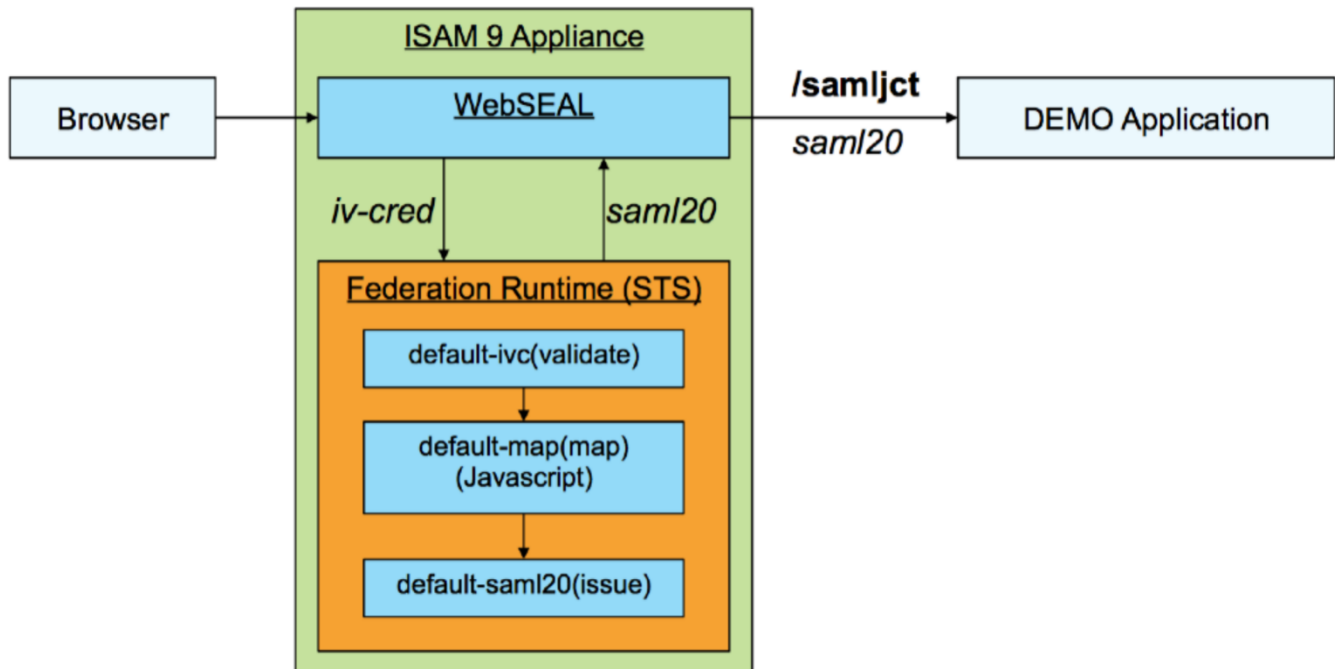 ISAM 9 Appliance
Browser
WebSEAL
/samljct
saml20
DEMO Application
iv-cred
saml20
Federation Runtime (STS)
default-ivc(validate)
default-map(map)
(Javascript)
default-saml20(issue)